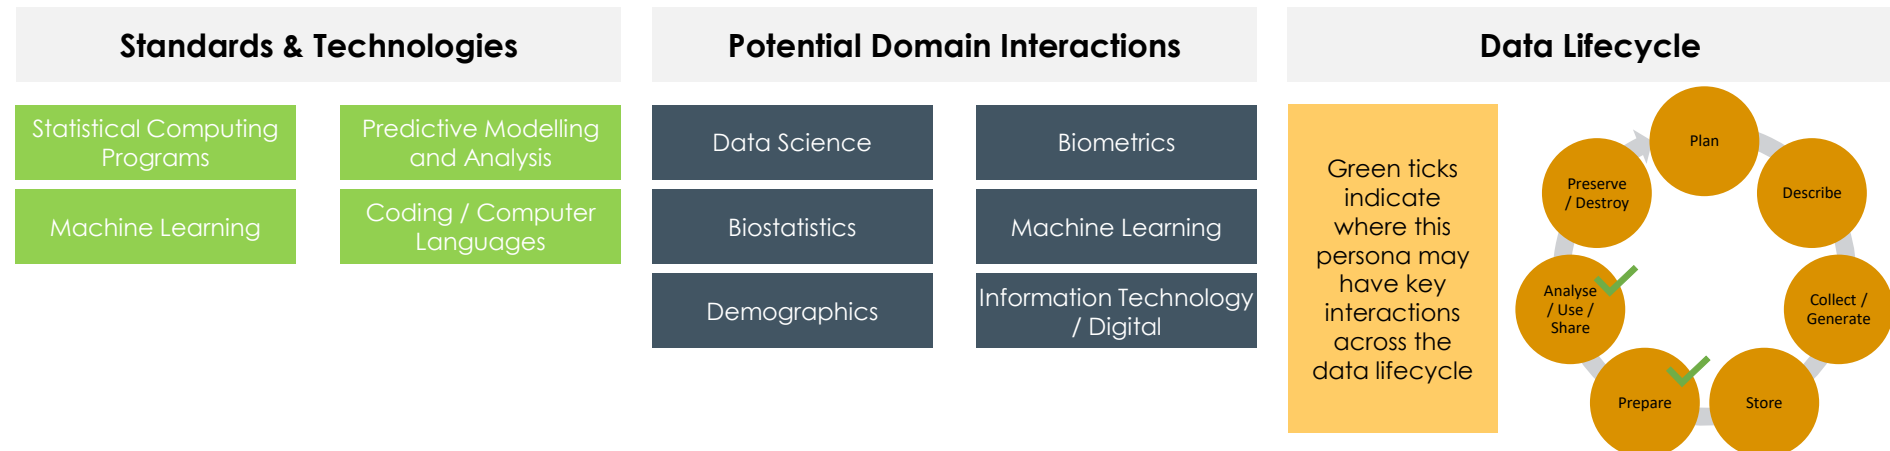 Standards & Technologies
Statistical Computing
Programs
Predictive Modelling
and Analysis
Machine Learning
Coding / Computer
Languages
Potential Domain Interactions
Data Science
Biometrics
Biostatistics
Machine Learning
Demographics
Information Technology
/ Digital
Data Lifecycle
Green ticks
indicate
where this
persona may
have key
interactions
across the
data lifecycle
Plan
Describe
Collect /
Generate
Store
Prepare
Analyse
/ Use /
Share
Preserve
/ Destroy